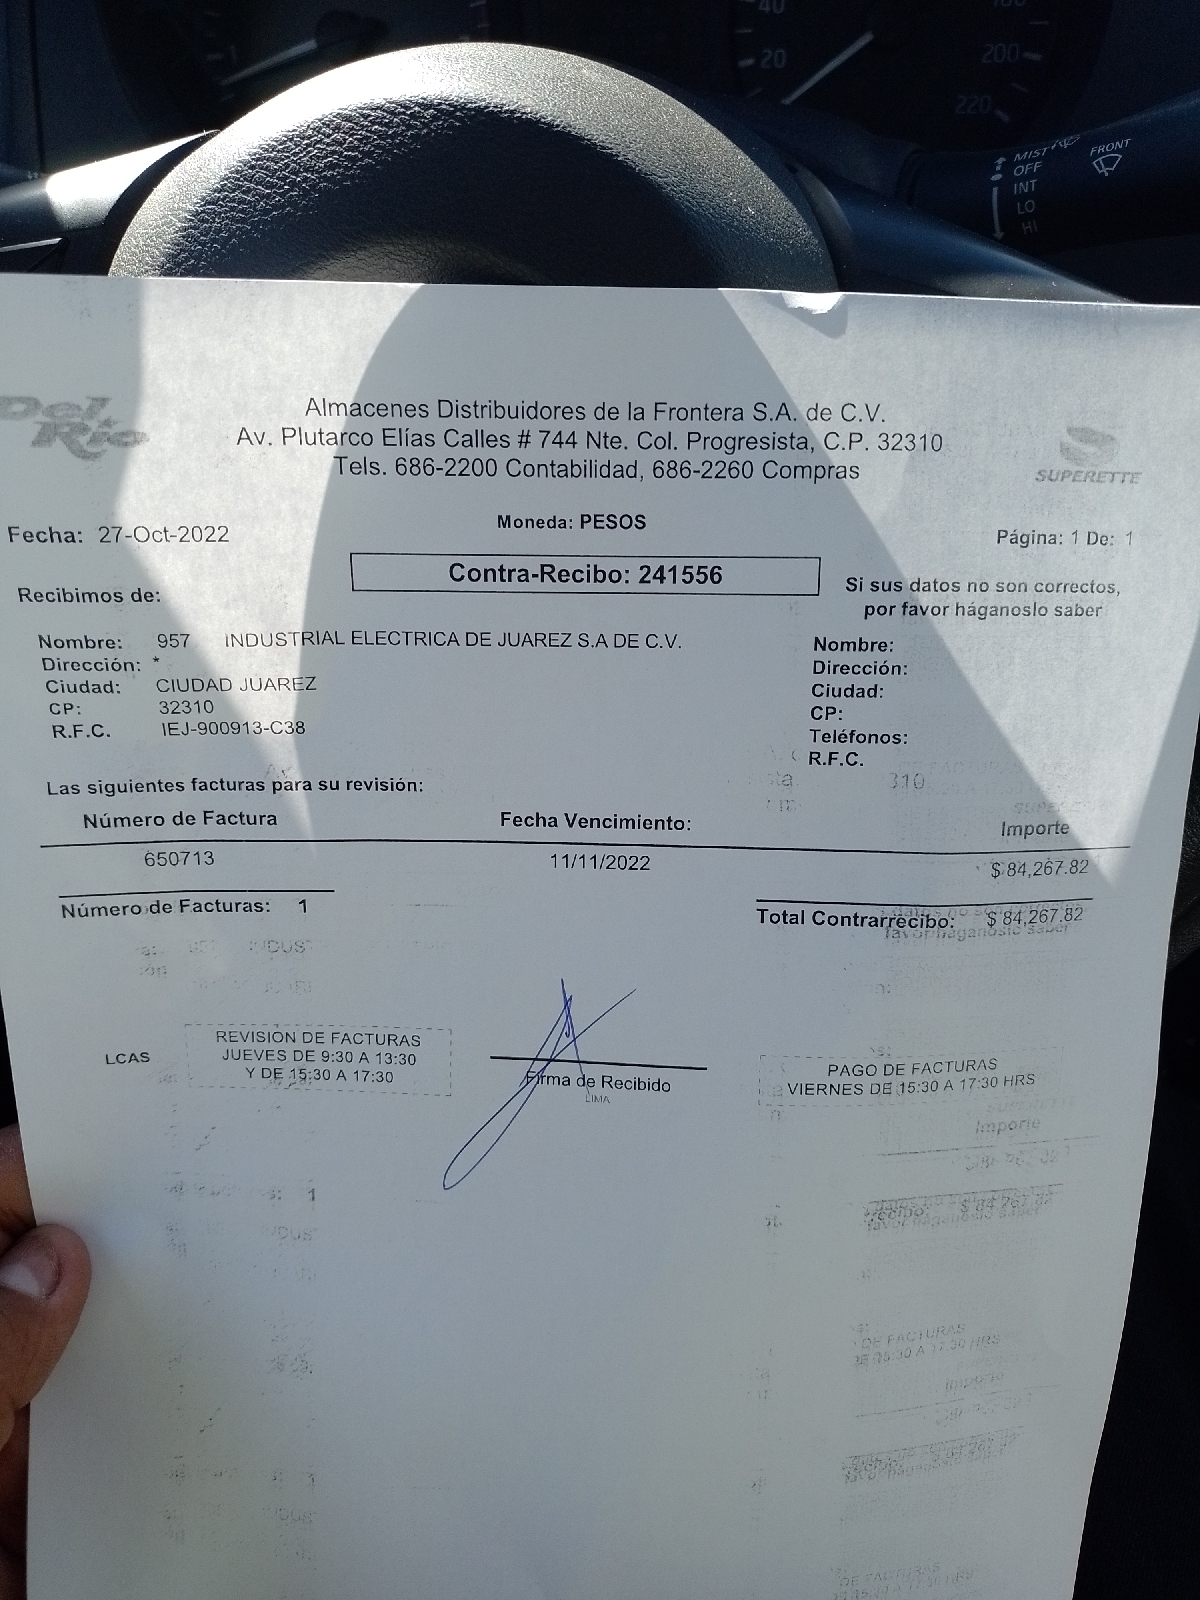 40
20
200
220
MIST
OFF
INT
LO
HI
FRONT
Del Rio
SUPERETTE
Almacenes Distribuidores de la Frontera S.A. de C.V.
Av. Plutarco Elías Calles # 744 Nte. Col. Progresista, C.P. 32310
Tels. 686-2200 Contabilidad, 686-2260 Compras
Fecha: 27-Oct-2022
Moneda: PESOS
Página: 1 De: 1
Contra-Recibo: 241556
Si sus datos no son correctos,
por favor háganoslo saber
Recibimos de:
Nombre: 957 INDUSTRIAL ELECTRICA DE JUAREZ S.A DE C.V.
Dirección: *
Ciudad: CIUDAD JUAREZ
CP: 32310
R.F.C. IEJ-900913-C38
Nombre:
Dirección:
Ciudad:
CP:
Teléfonos:
R.F.C.
310
Las siguientes facturas para su revisión:
Número de Factura Fecha Vencimiento: Importe
650713 11/11/2022 $ 84,267.82
Número de Facturas: 1
Total Contrarrecibo: $ 84,267.82
LCAS
REVISION DE FACTURAS
JUEVES DE 9:30 A 13:30
Y DE 15:30 A 17:30
Firma de Recibido
LIMA
PAGO DE FACTURAS
VIERNES DE 15:30 A 17:30 HRS
Importe